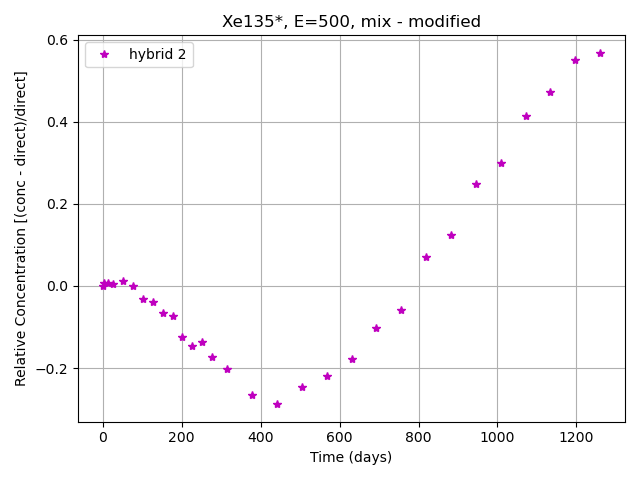 Xe135*, E=500, mix - modified
hybrid 2
Relative Concentration [(conc - direct)/direct]
0.6
0.4
0.2
0.0
−0.2
0 200 400 600 800 1000 1200
Time (days)